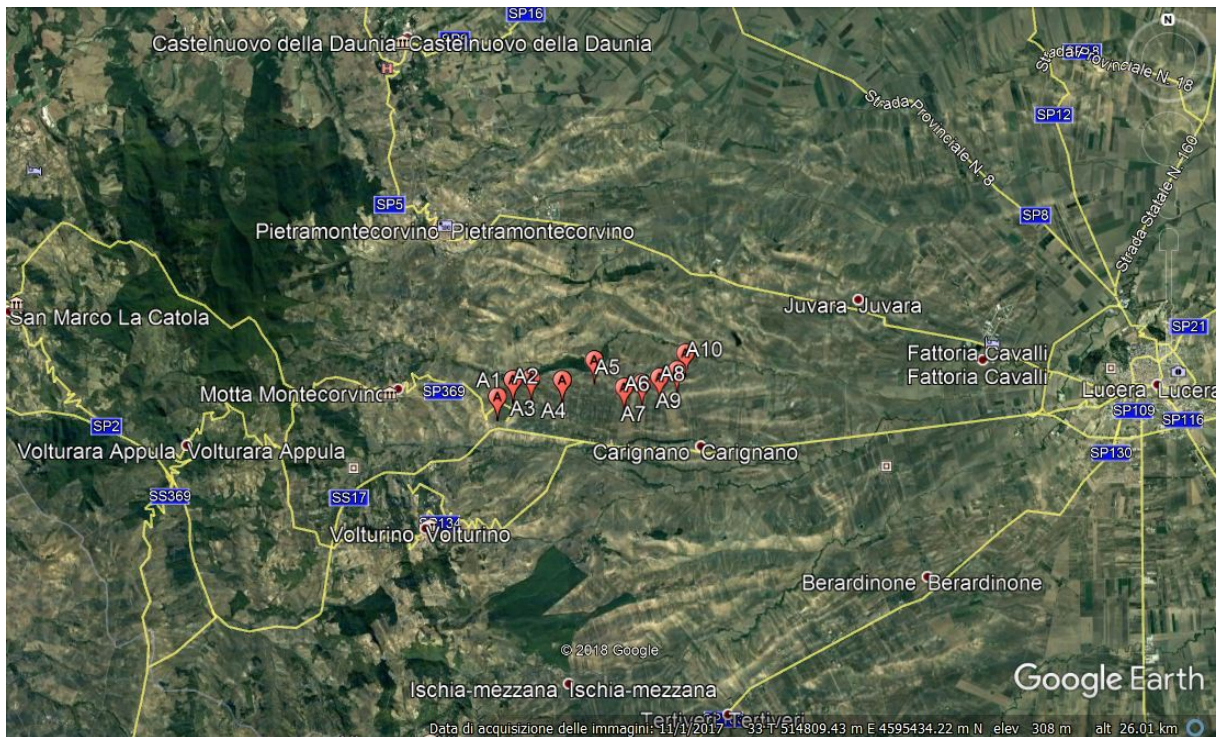 N
SP16
Castelnuovo della Daunia Castelnuovo della Daunia
H
Strada Provinciale N. 18
Strada Provinciale N. 8
SP12
Strada Statale N. 160
SP5
SP8
Pietramontecorvino Pietramontecorvino
Juvara Juvara
San Marco La Catola
SP21
A10
Fattoria Cavalli
Fattoria Cavalli
A5
A1 A2
A6 A8
Motta Montecorvino
SP369
Lucera Lucera
A3 A4
A7 A9
SP109
SP116
SP2
Volturara Appula Volturara Appula
Carignano Carignano
SP130
SS369
SS17
Volturino Volturino
Berardinone Berardinone
© 2018 Google
Ischia-mezzana Ischia-mezzana
Google Earth
Tertiveri Tertiveri
Data di acquisizione delle immagini: 11/1/2017 33 T 514809.43 m E 4595434.22 m N elev 308 m alt 26.01 km